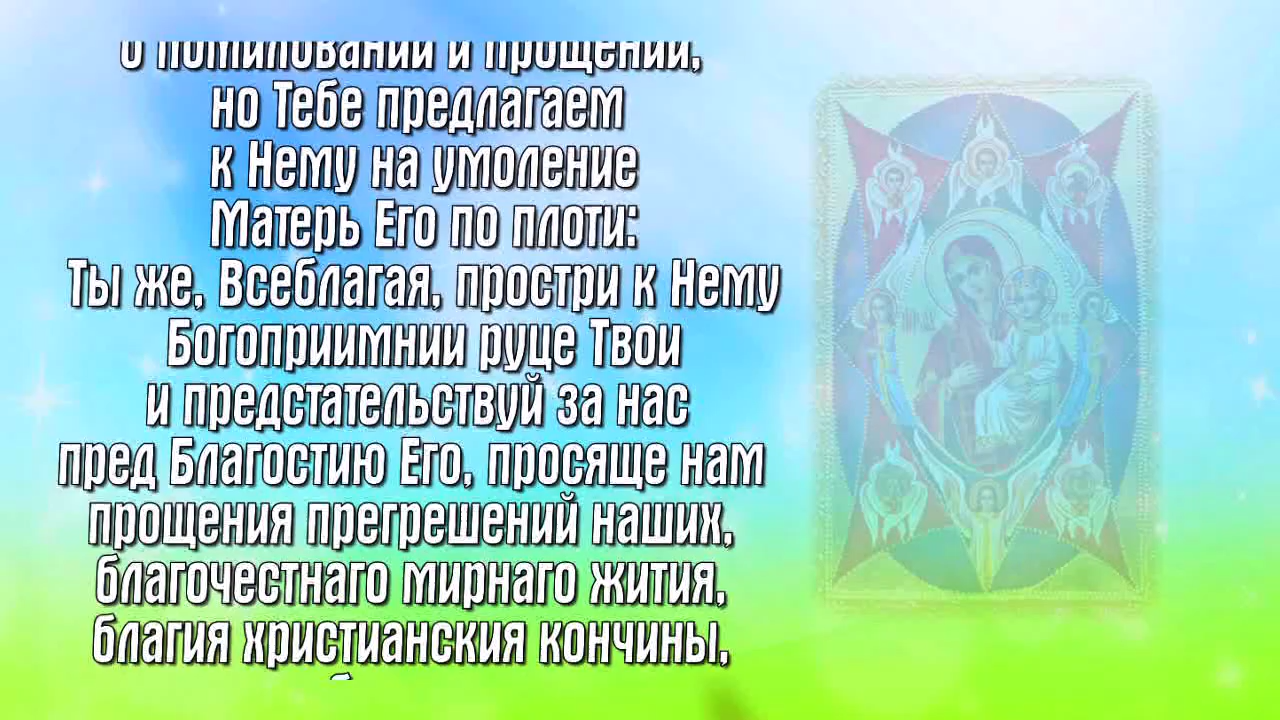 о помиловании и прощении,
но Тебе предлагаем
к Нему на умоление
Матерь Его по плоти:
Ты же, Всеблагая, простри к Нему
Богоприимнии руце Твои
и предстательствуй за нас
пред Благостию Его, просяще нам
прощения прегрешений наших,
благочестнаго мирнаго жития,
благия христианския кончины,